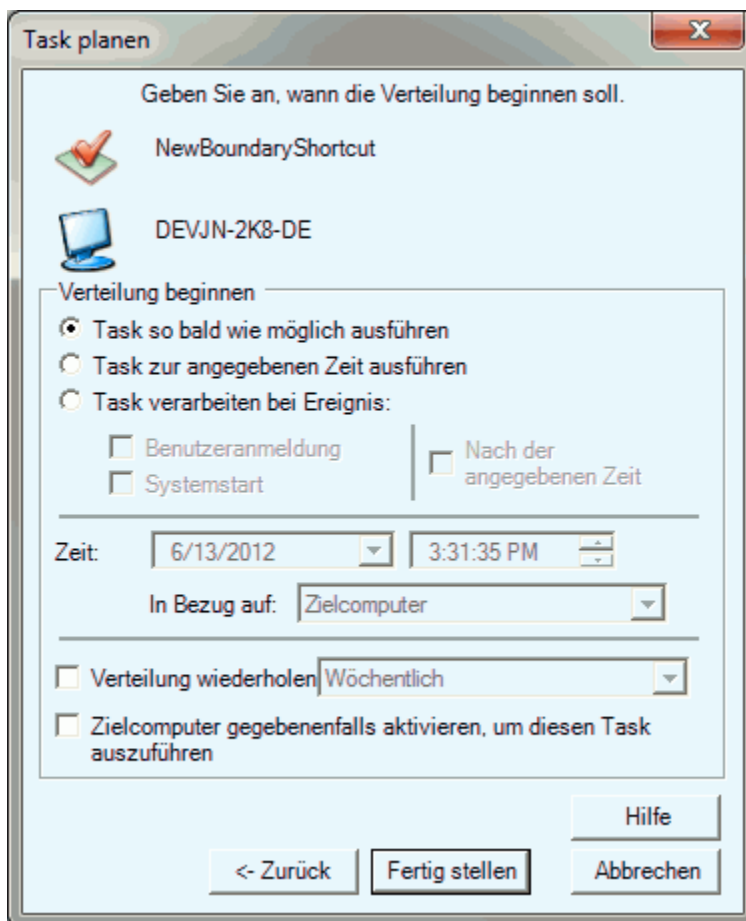 Task planen
Geben Sie an, wann die Verteilung beginnen soll.
NewBoundaryShortcut
DEVJN-2K8-DE
Verteilung beginnen
Task so bald wie möglich ausführen
Task zur angegebenen Zeit ausführen
Task verarbeiten bei Ereignis:
Benutzeranmeldung
Systemstart
Nach der
angegebenen Zeit
Zeit: 6/13/2012 3:31:35 PM
In Bezug auf: Zielcomputer
Verteilung wiederholen Wöchentlich
Zielcomputer gegebenenfalls aktivieren, um diesen Task
auszuführen
Hilfe
<- Zurück Fertig stellen Abbrechen